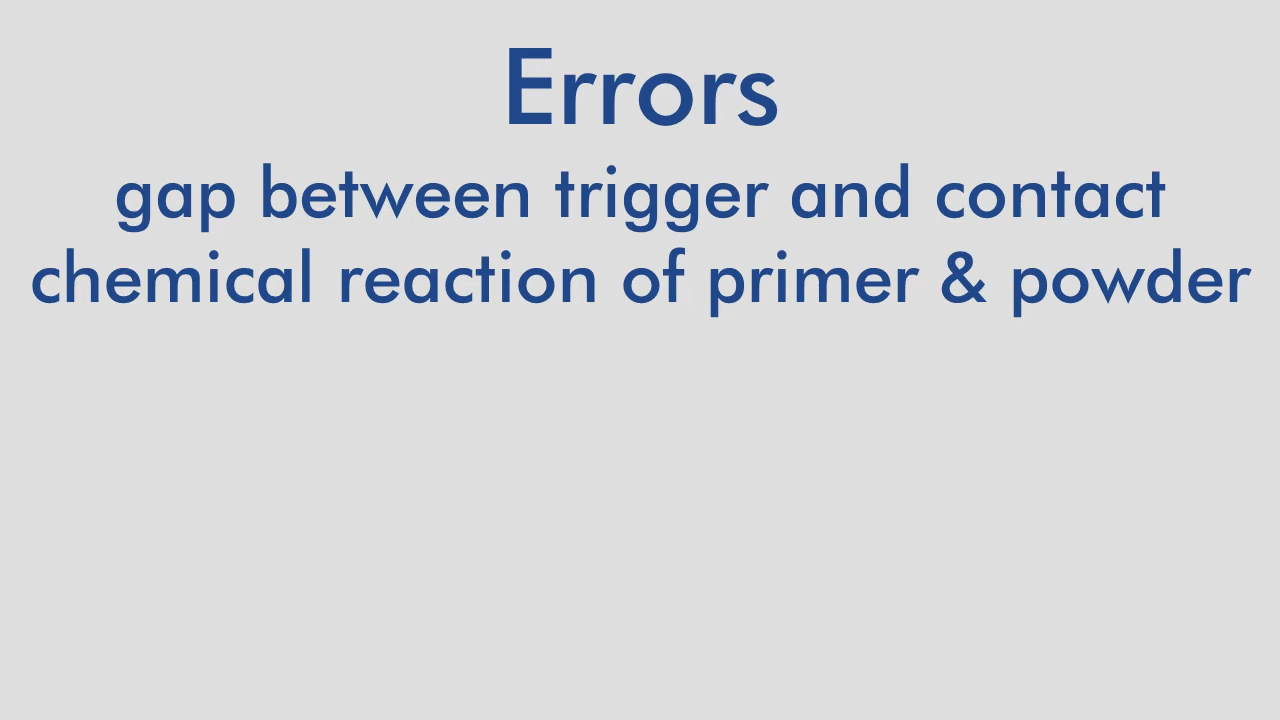 Errors
gap between trigger and contact
chemical reaction of primer & powder